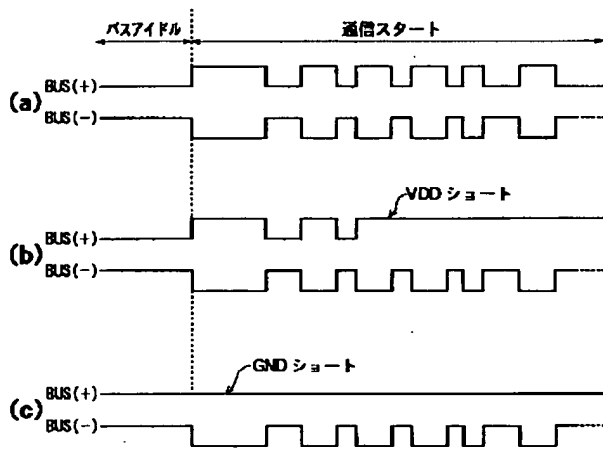 バスアイドル 通信スタート
BUS(+)
(a)
BUS(−)
VDD ショート
BUS(+)
(b)
BUS(−)
GND ショート
BUS(+)
(c)
BUS(−)